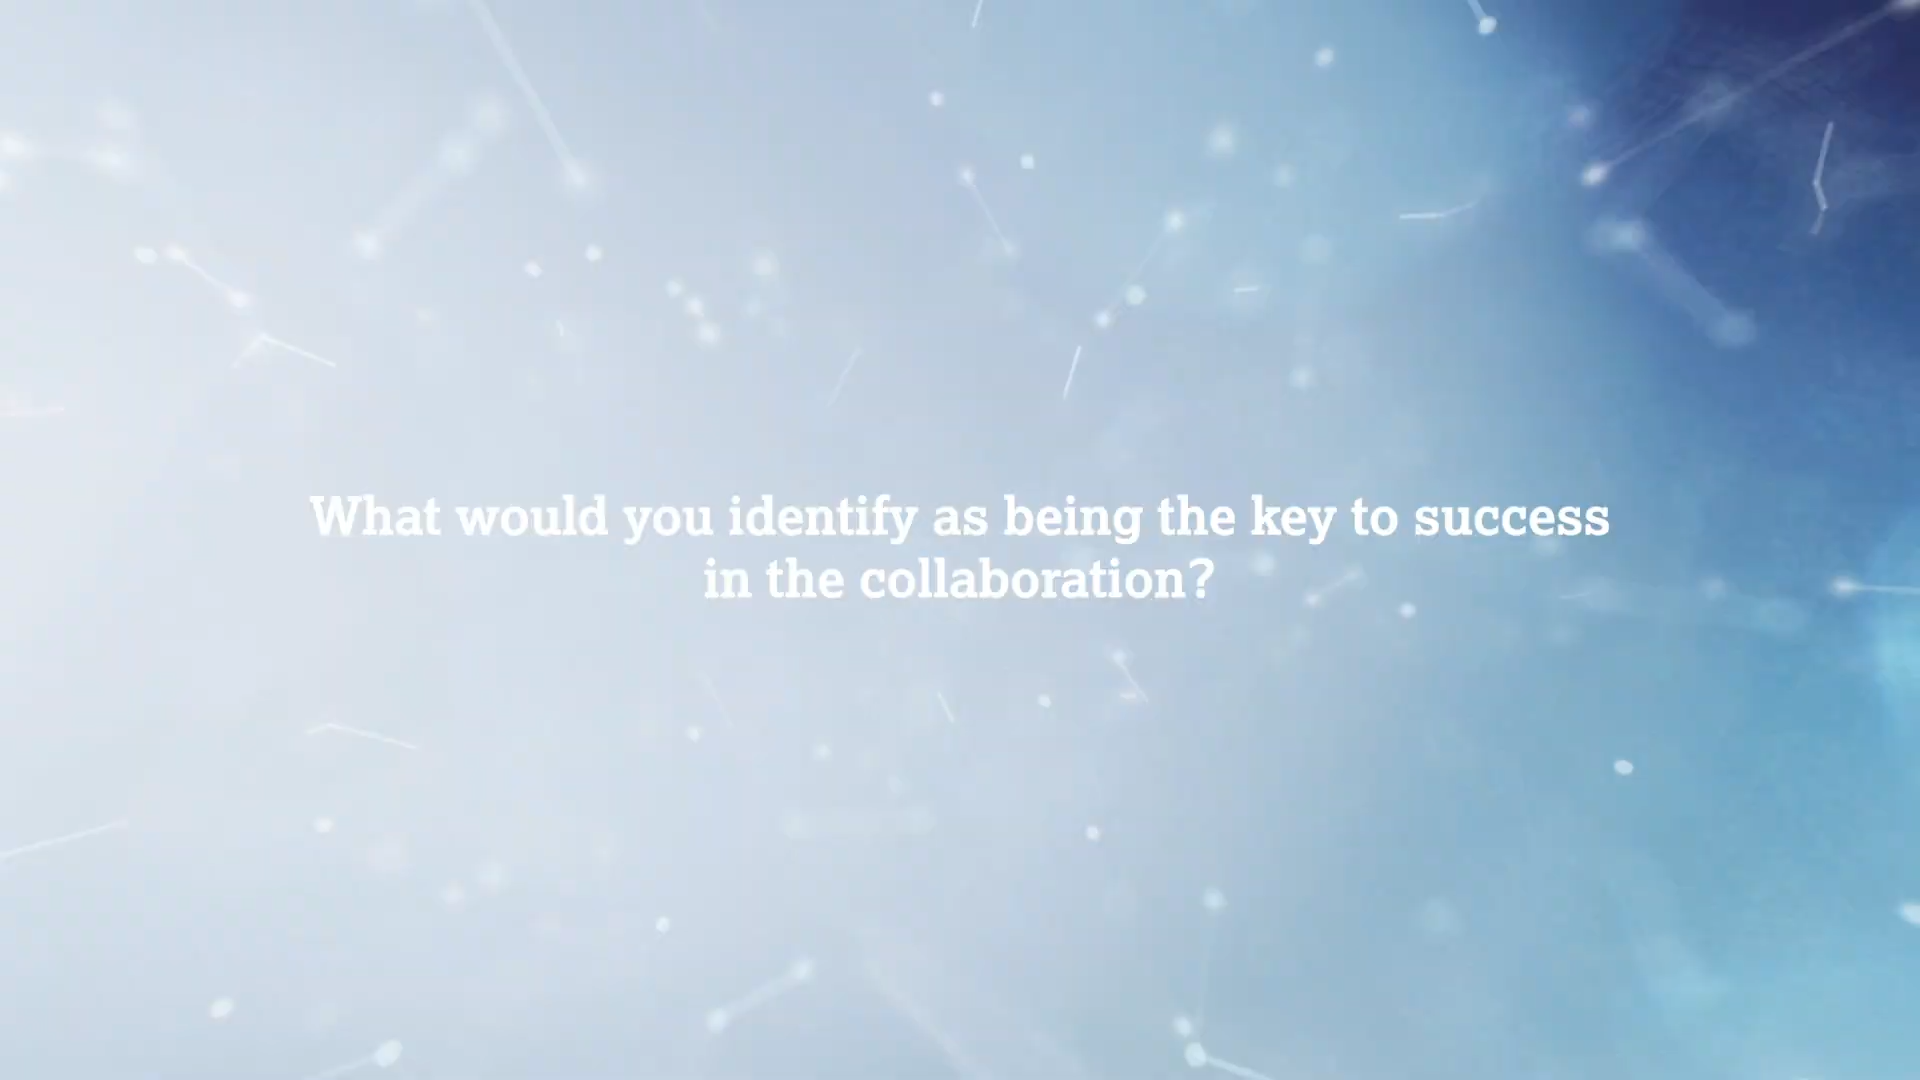 What would you identify as being the key to success
in the collaboration?